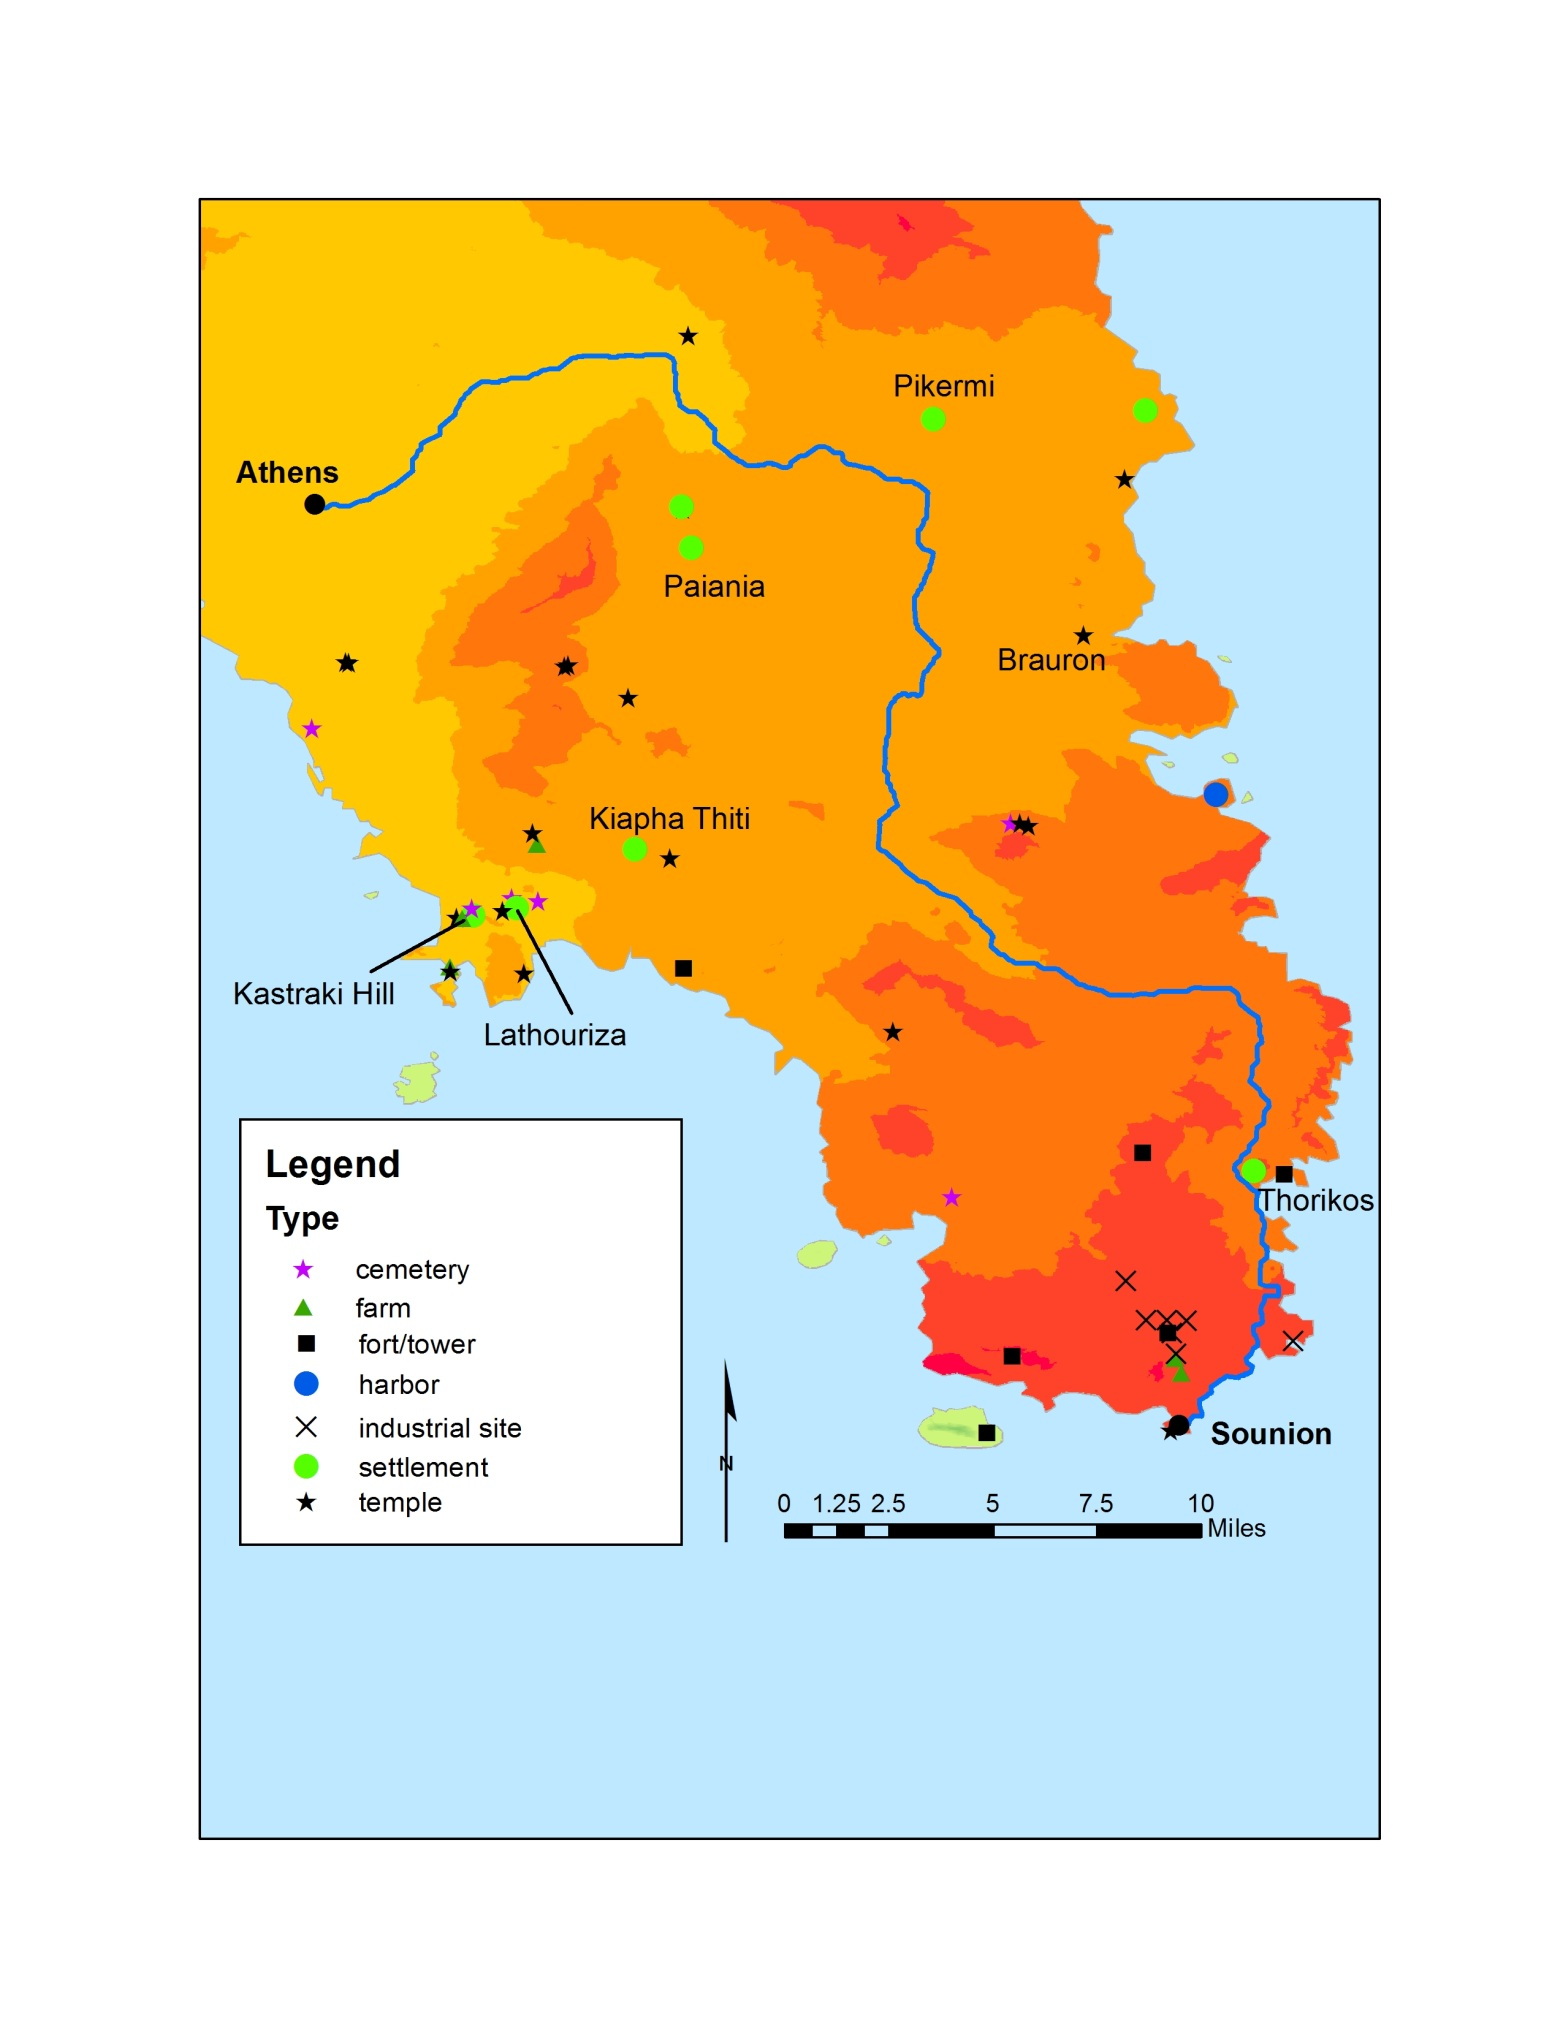 Pikermi
Athens
Paiania
Brauron
Kiapha Thiti
Kastraki Hill
Lathouriza
Legend
Type
cemetery
farm
fort/tower
harbor
industrial site
settlement
temple
Thorikos
Sounion
N
0 1.25 2.5 5 7.5 10
Miles